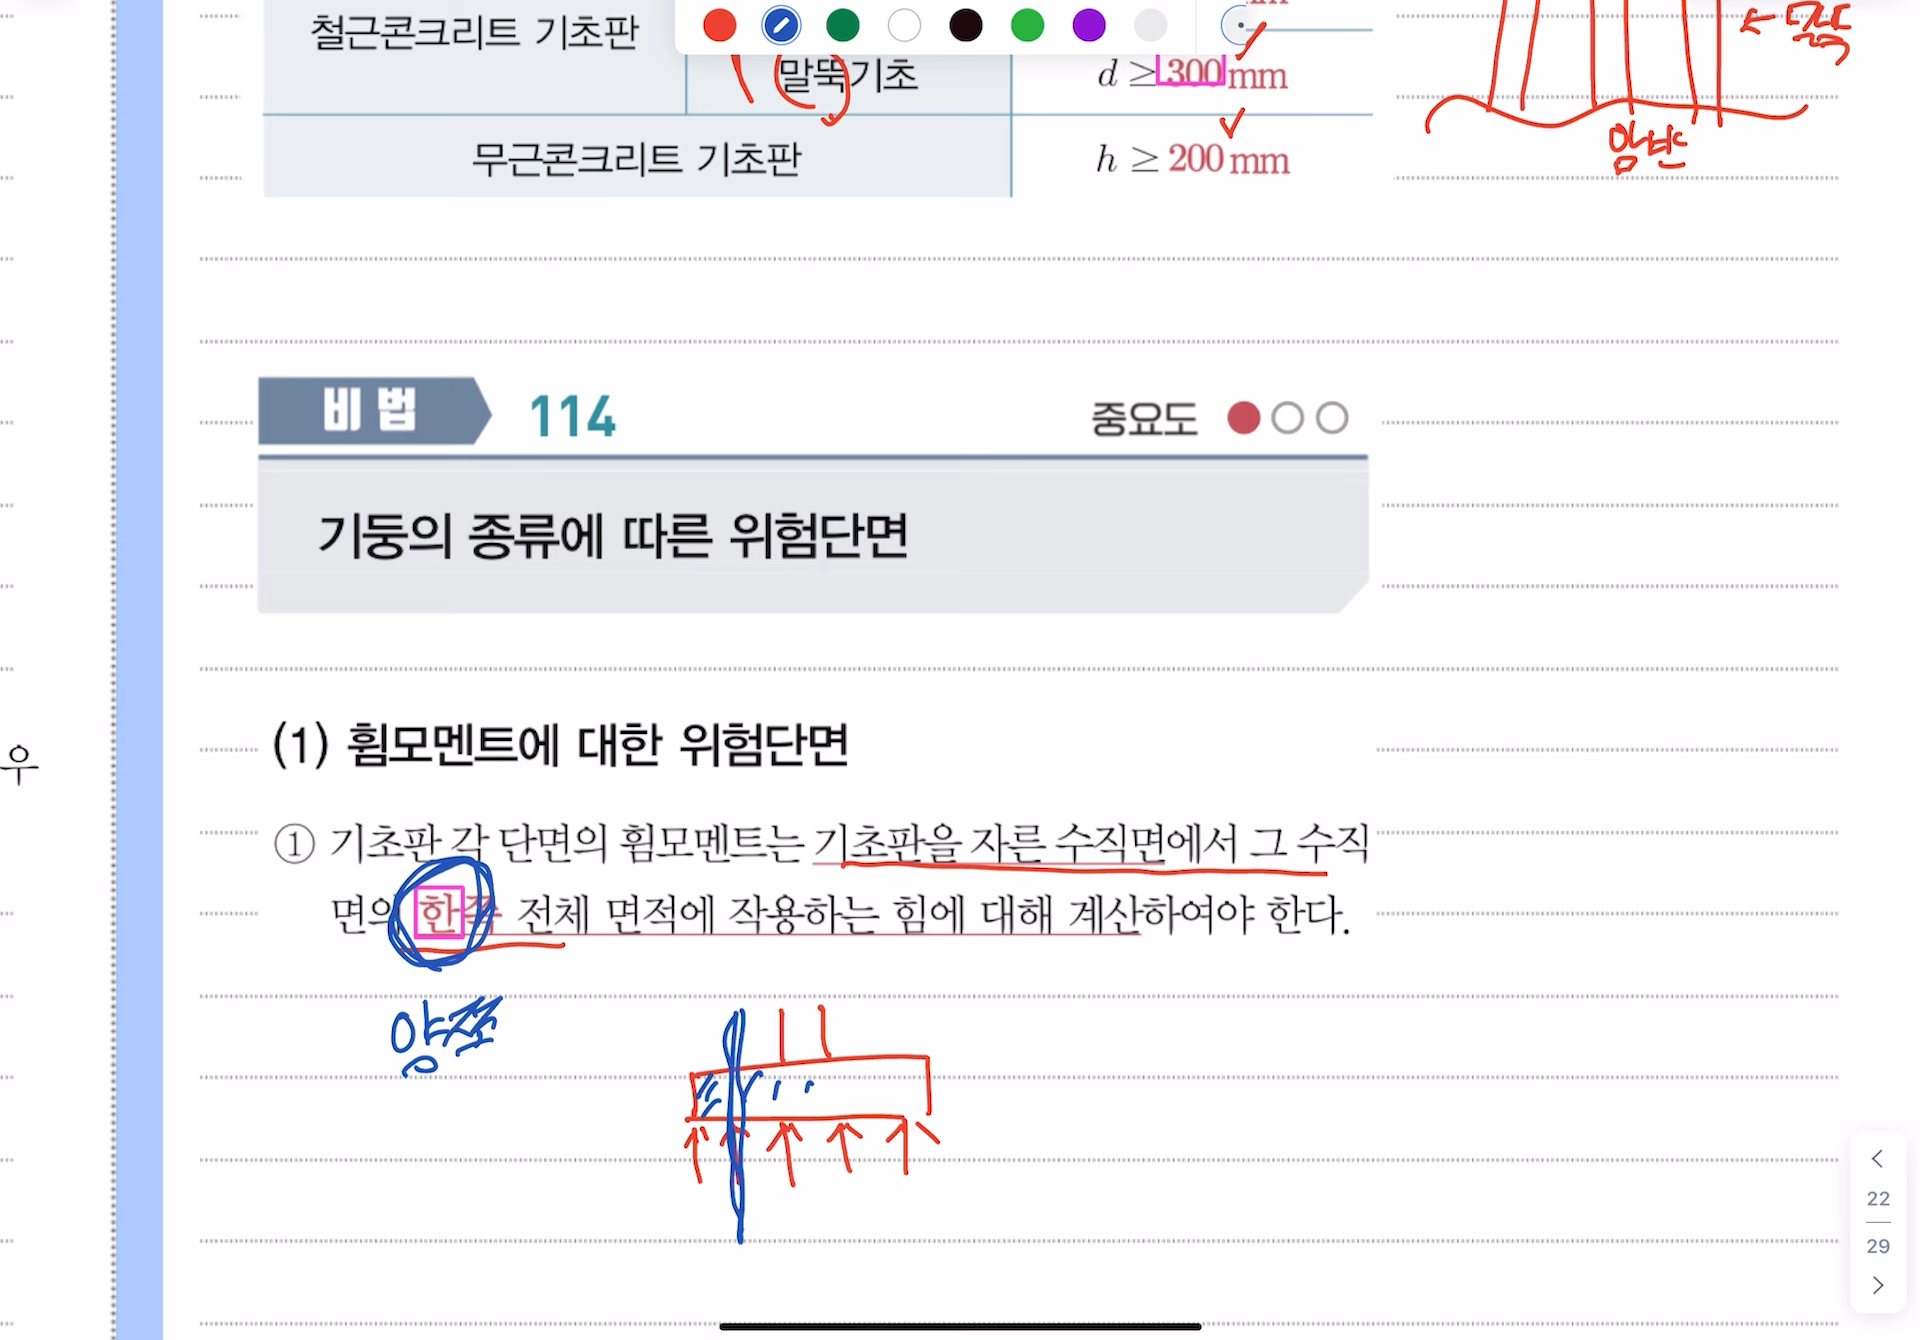 철근콘크리트 기초판
말뚝기초 d ≥ 300 mm
말뚝
암반
무근콘크리트 기초판 h ≥ 200 mm
비법 114 중요도
기둥의 종류에 따른 위험단면
(1) 휨모멘트에 대한 위험단면
우
① 기초판 각 단면의 휨모멘트는 기초판을 자른 수직면에서 그 수직
면의 한쪽 전체 면적에 작용하는 힘에 대해 계산하여야 한다.
양쪽
22
29